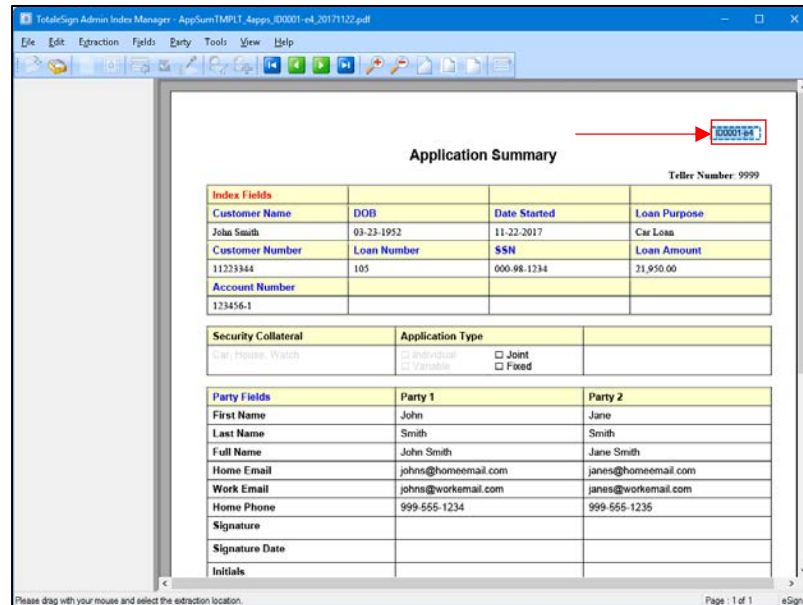 TotaleSign Admin Index Manager - AppSumTMPLT_4apps_ID0001-e4_20171122.pdf
File Edit Extraction Fields Party Tools View Help
ID0001-e4
Application Summary
Teller Number: 9999
Index Fields
Customer Name DOB Date Started Loan Purpose
John Smith 03-23-1952 11-22-2017 Car Loan
Customer Number Loan Number SSN Loan Amount
11223344 105 000-98-1234 21,950.00
Account Number
123456-1
Security Collateral Application Type
Car, House, Watch ☐ Individual ☐ Joint
☐ Variable ☐ Fixed
Party Fields Party 1 Party 2
First Name John Jane
Last Name Smith Smith
Full Name John Smith Jane Smith
Home Email johns@homeemail.com janes@homeemail.com
Work Email johns@workemail.com janes@workemail.com
Home Phone 999-555-1234 999-555-1235
Signature
Signature Date
Initials
Please drag with your mouse and select the extraction location. Page : 1 of 1 eSign